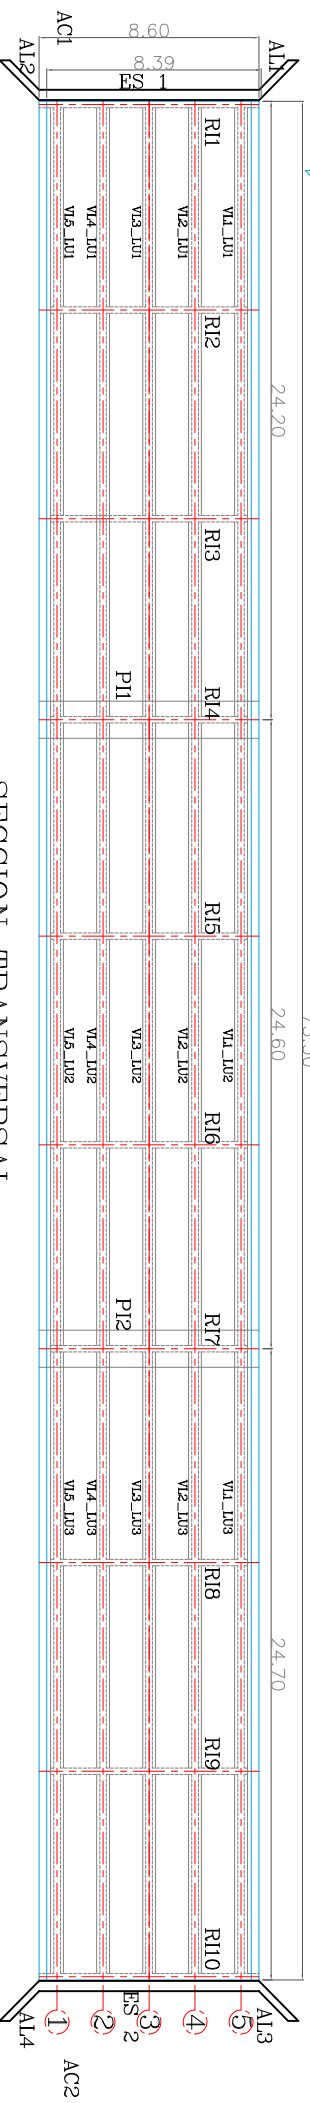 AC1
AL2
AL1
8.60
8.39
ES 1
RI1
VL1_LU1
VL2_LU1
VL3_LU1
VL4_LU1
VL5_LU1
RI2
24.20
RI3
PI1
RI4
RI5
24.60
VL1_LU2
VL2_LU2
VL3_LU2
VL4_LU2
VL5_LU2
RI6
PI2
RI7
VL1_LU3
VL2_LU3
VL3_LU3
VL4_LU3
VL5_LU3
RI8
24.70
RI9
RI10
ES 2
1
2
3
4
5
AL3
AL4
AC2